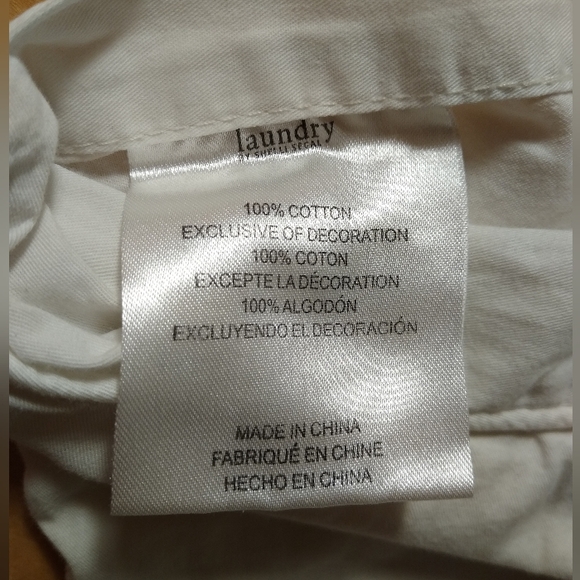 laundry
BY SHELLI SEGAL
100% COTTON
EXCLUSIVE OF DECORATION
100% COTON
EXCEPTE LA DÉCORATION
100% ALGODÓN
EXCLUYENDO EL DECORACIÓN
MADE IN CHINA
FABRIQUÉ EN CHINE
HECHO EN CHINA